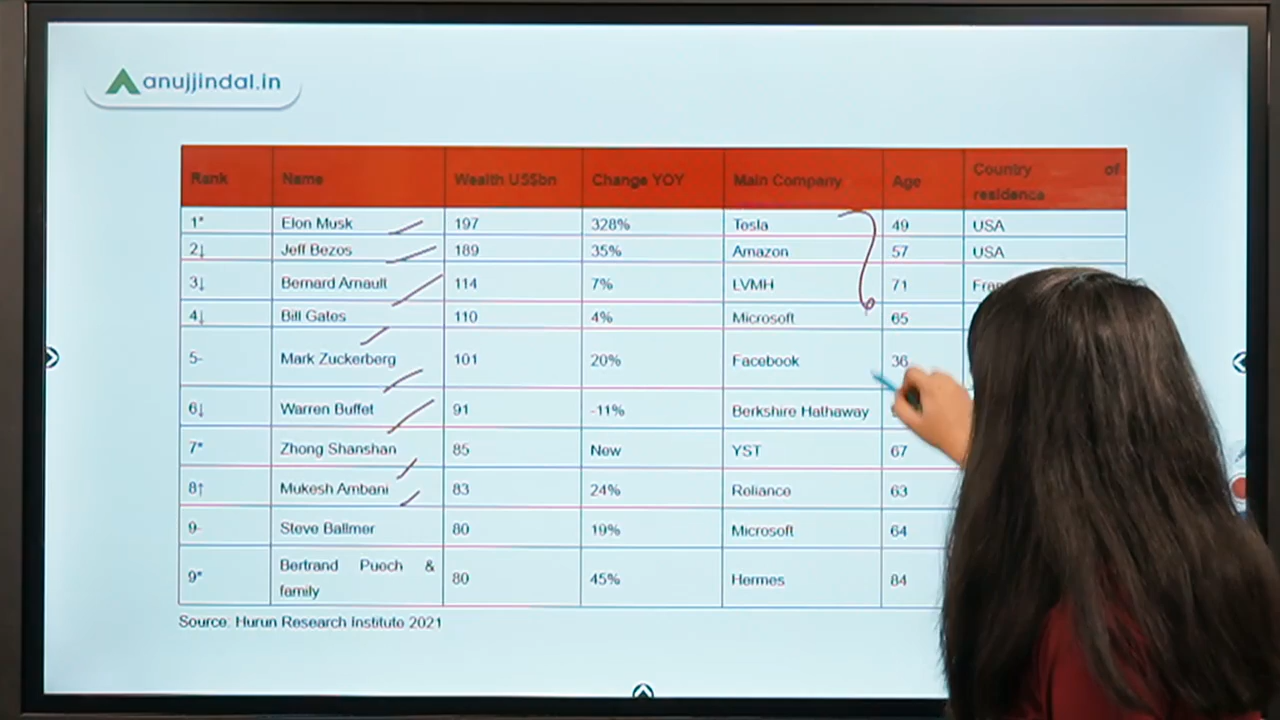 anujjindal.in
Rank Name Wealth US$bn Change YOY Main Company Age Country of
residence
1* Elon Musk 197 328% Tesla 49 USA
2↓ Jeff Bezos 189 35% Amazon 57 USA
3↓ Bernard Arnault 114 7% LVMH 71
4↓ Bill Gates 110 4% Microsoft 65
5- Mark Zuckerberg 101 20% Facebook 36
6↓ Warren Buffet 91 -11% Berkshire Hathaway
7* Zhong Shanshan 85 New YST 67
8↑ Mukesh Ambani 83 24% Reliance 63
9- Steve Ballmer 80 19% Microsoft 64
9* Bertrand Puech & 80 45% Hermes 84
family
Source: Hurun Research Institute 2021